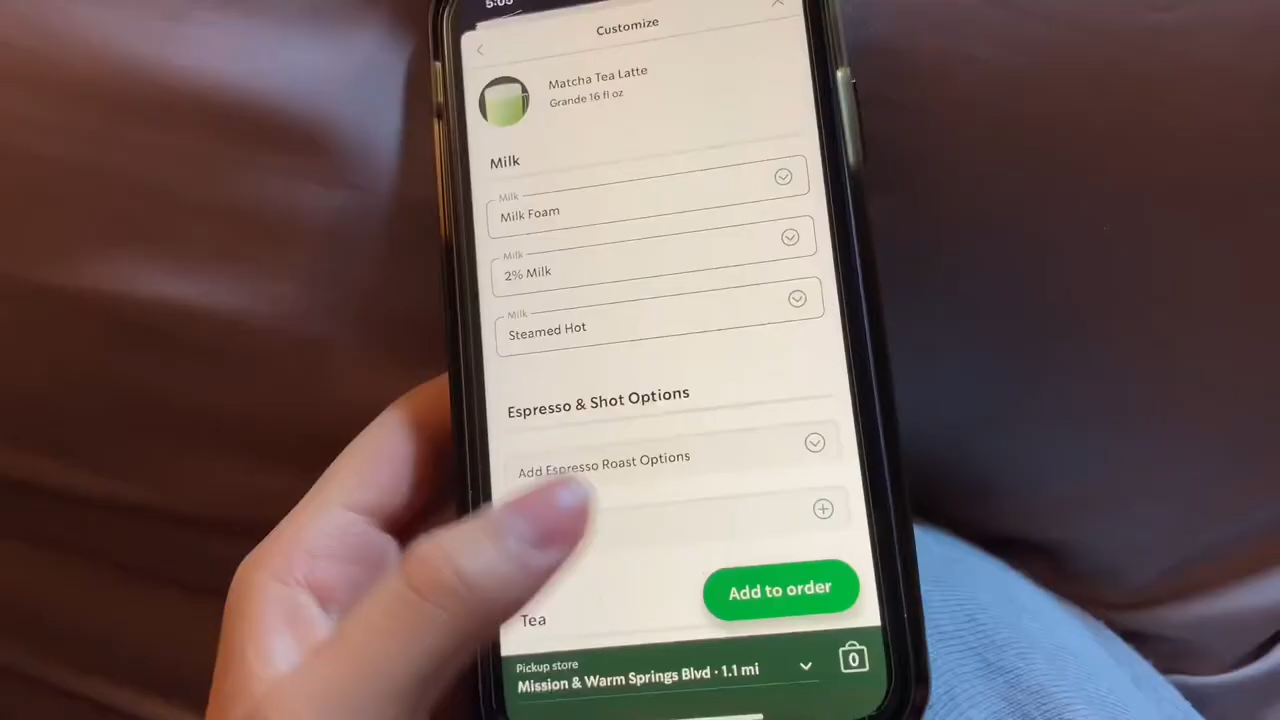 5:05
Customize
Matcha Tea Latte
Grande 16 fl oz
Milk
Milk
Milk Foam
Milk
2% Milk
Milk
Steamed Hot
Espresso & Shot Options
Add Espresso Roast Options
Add to order
Tea
Pickup store
Mission & Warm Springs Blvd · 1.1 mi
0